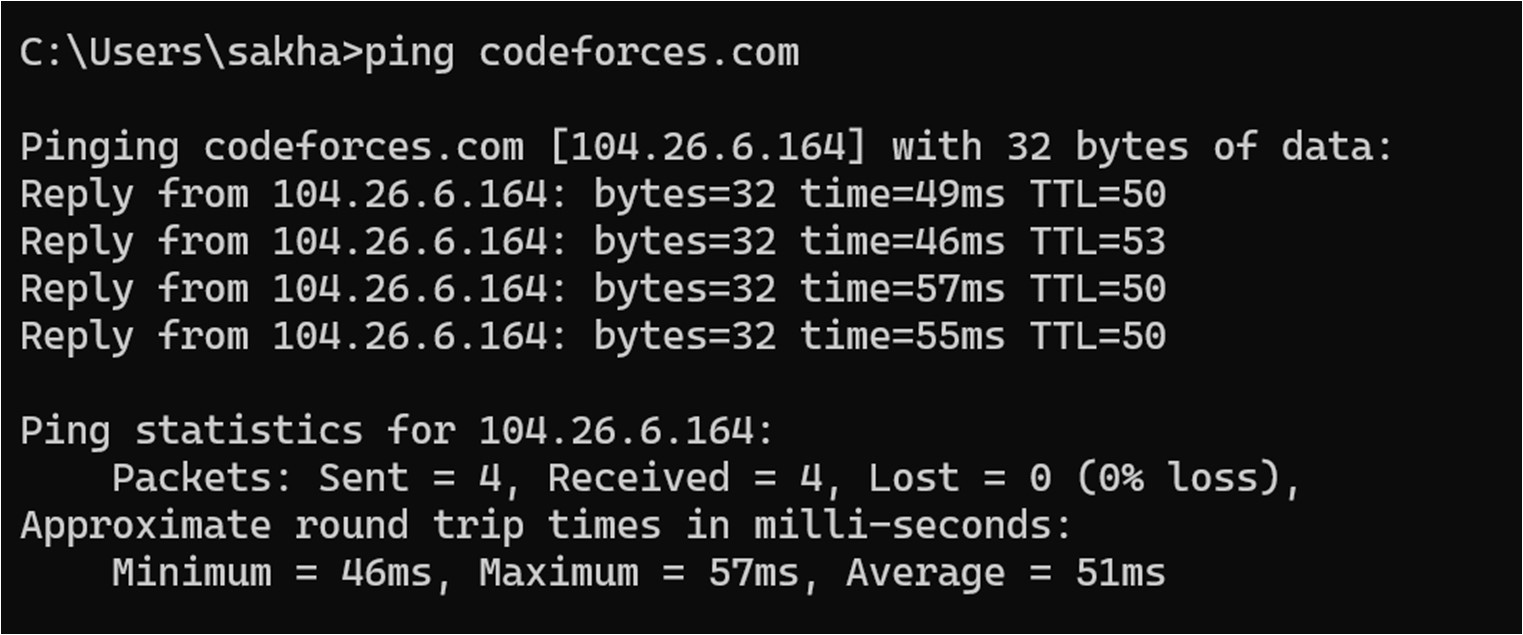 C:\Users\sakha>ping codeforces.com
Pinging codeforces.com [104.26.6.164] with 32 bytes of data:
Reply from 104.26.6.164: bytes=32 time=49ms TTL=50
Reply from 104.26.6.164: bytes=32 time=46ms TTL=53
Reply from 104.26.6.164: bytes=32 time=57ms TTL=50
Reply from 104.26.6.164: bytes=32 time=55ms TTL=50
Ping statistics for 104.26.6.164:
    Packets: Sent = 4, Received = 4, Lost = 0 (0% loss),
Approximate round trip times in milli-seconds:
    Minimum = 46ms, Maximum = 57ms, Average = 51ms